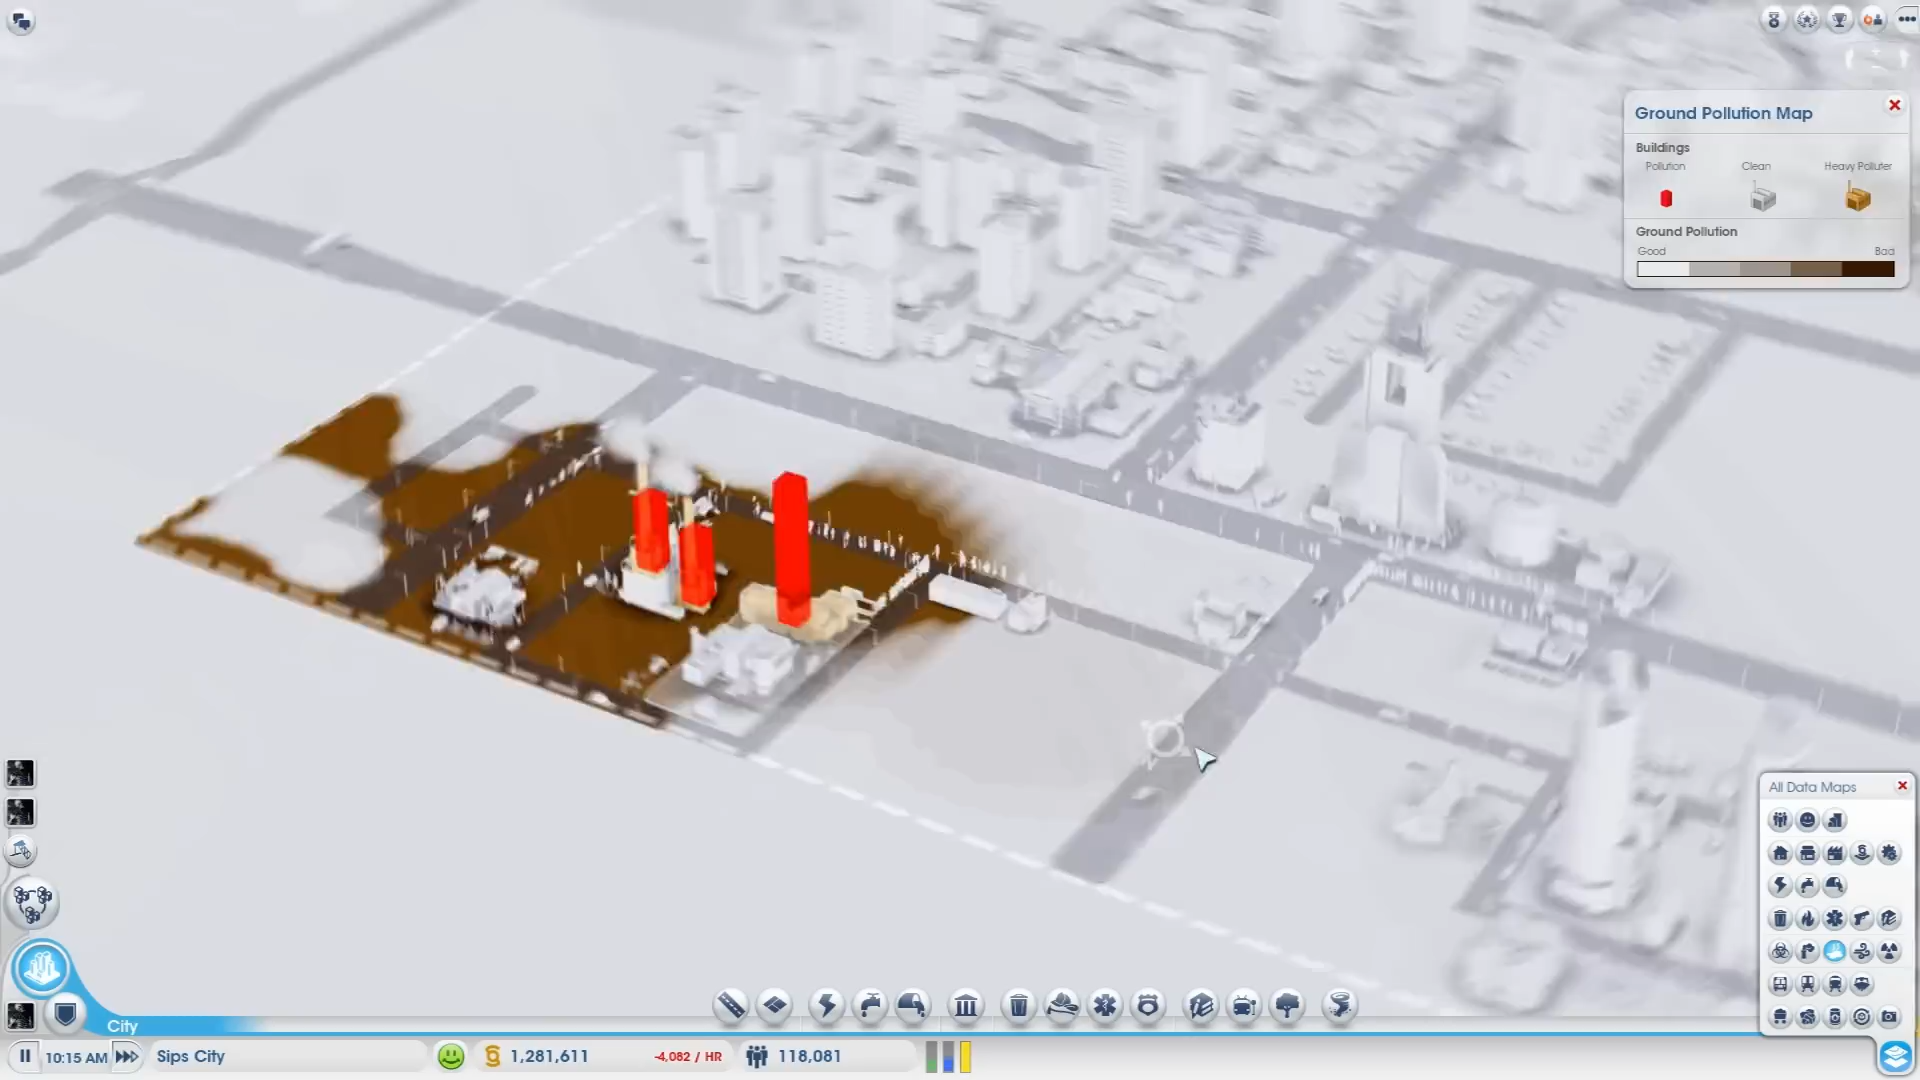 Ground Pollution Map
Buildings
Pollution Clean Heavy Polluter
Ground Pollution
Good Bad
All Data Maps
City
10:15 AM Sips City 1,281,611 -4,082 / HR 118,081